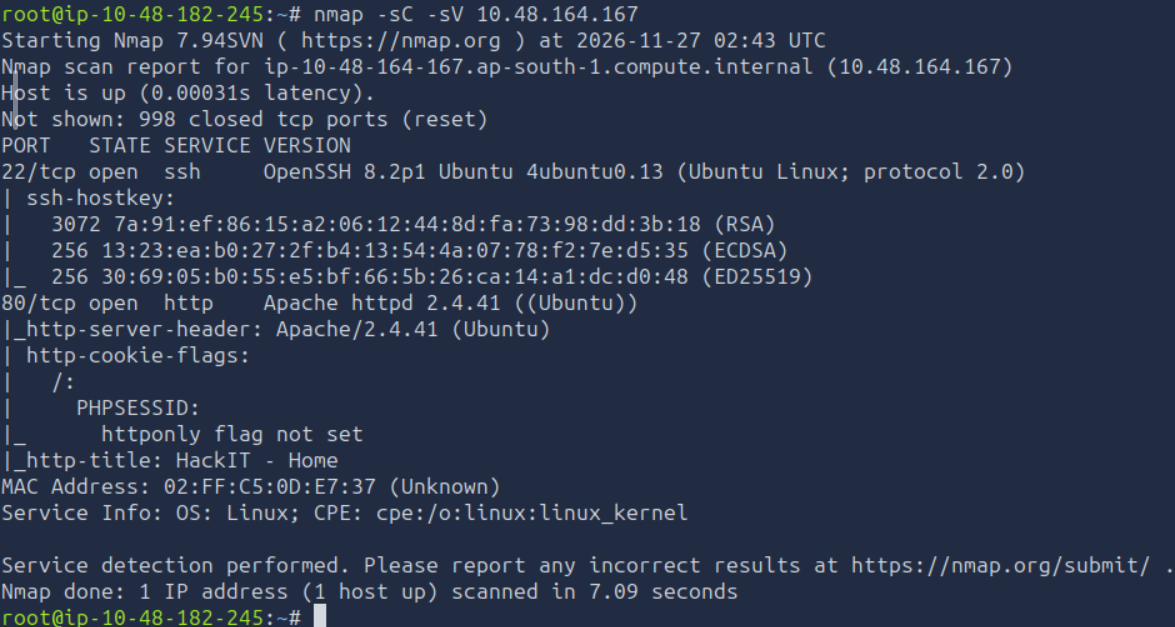 root@ip-10-48-182-245:~# nmap -sC -sV 10.48.164.167
Starting Nmap 7.94SVN ( https://nmap.org ) at 2026-11-27 02:43 UTC
Nmap scan report for ip-10-48-164-167.ap-south-1.compute.internal (10.48.164.167)
Host is up (0.00031s latency).
Not shown: 998 closed tcp ports (reset)
PORT   STATE SERVICE VERSION
22/tcp open  ssh     OpenSSH 8.2p1 Ubuntu 4ubuntu0.13 (Ubuntu Linux; protocol 2.0)
| ssh-hostkey:
|   3072 7a:91:ef:86:15:a2:06:12:44:8d:fa:73:98:dd:3b:18 (RSA)
|   256 13:23:ea:b0:27:2f:b4:13:54:4a:07:78:f2:7e:d5:35 (ECDSA)
|_  256 30:69:05:b0:55:e5:bf:66:5b:26:ca:14:a1:dc:d0:48 (ED25519)
80/tcp open  http    Apache httpd 2.4.41 ((Ubuntu))
|_http-server-header: Apache/2.4.41 (Ubuntu)
| http-cookie-flags:
|   /:
|     PHPSESSID:
|_      httponly flag not set
|_http-title: HackIT - Home
MAC Address: 02:FF:C5:0D:E7:37 (Unknown)
Service Info: OS: Linux; CPE: cpe:/o:linux:linux_kernel

Service detection performed. Please report any incorrect results at https://nmap.org/submit/ .
Nmap done: 1 IP address (1 host up) scanned in 7.09 seconds
root@ip-10-48-182-245:~#